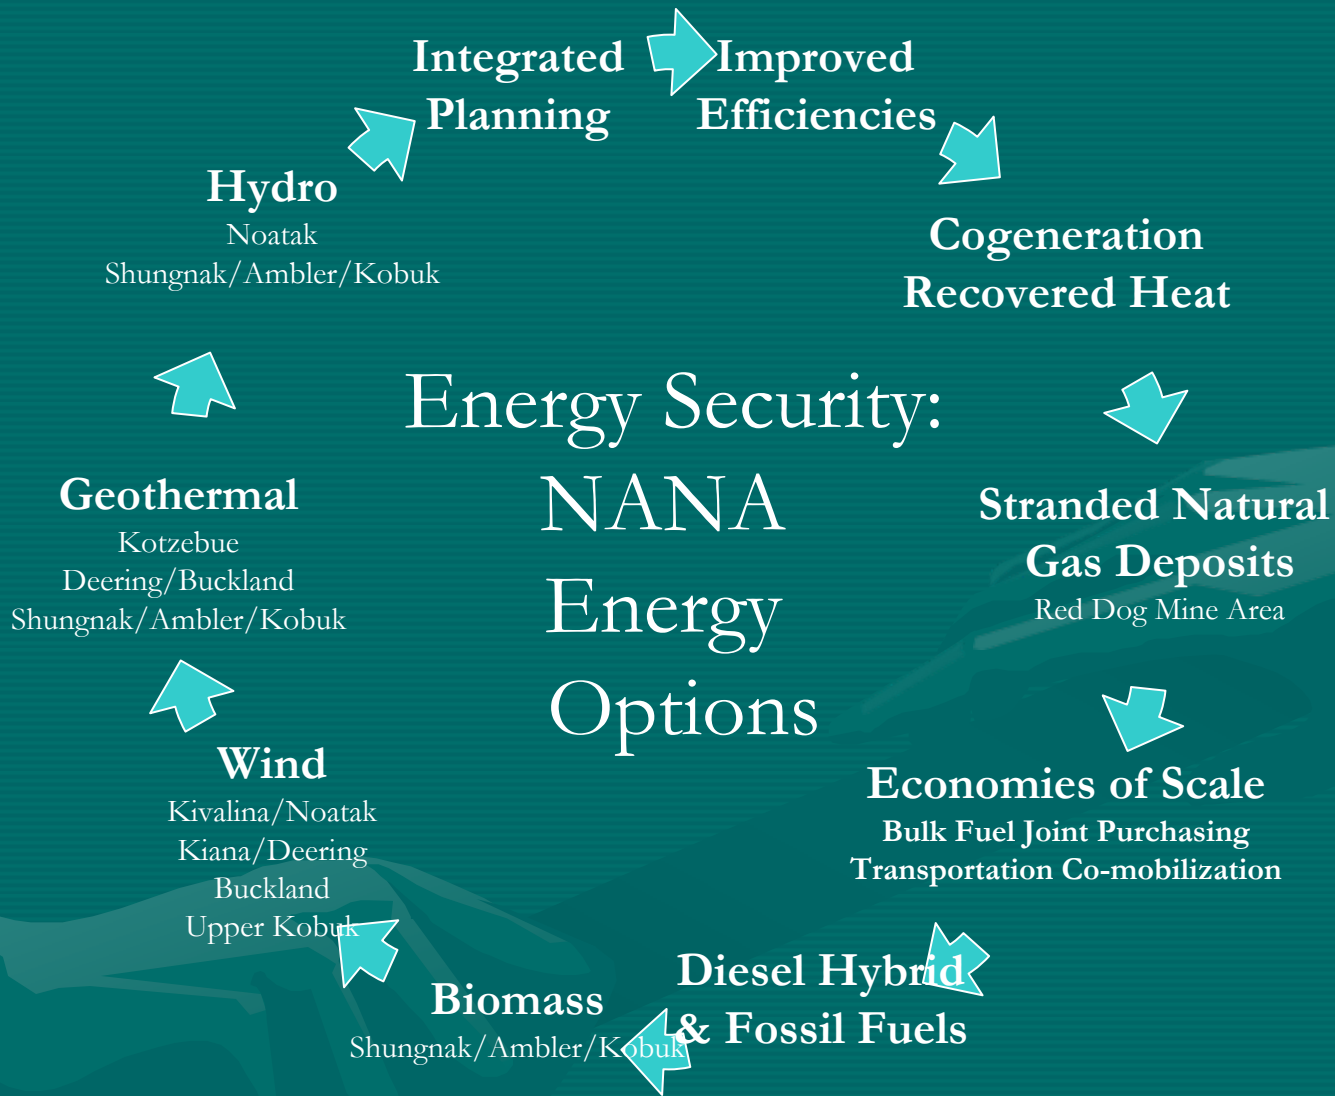 Integrated
Planning
Improved
Efficiencies
Cogeneration
Recovered Heat
Stranded Natural
Gas Deposits
Red Dog Mine Area
Economies of Scale
Bulk Fuel Joint Purchasing
Transportation Co-mobilization
Diesel Hybrid
& Fossil Fuels
Biomass
Shungnak/Ambler/Kobuk
Wind
Kivalina/Noatak
Kiana/Deering
Buckland
Upper Kobuk
Geothermal
Kotzebue
Deering/Buckland
Shungnak/Ambler/Kobuk
Hydro
Noatak
Shungnak/Ambler/Kobuk
Energy Security:
NANA
Energy
Options